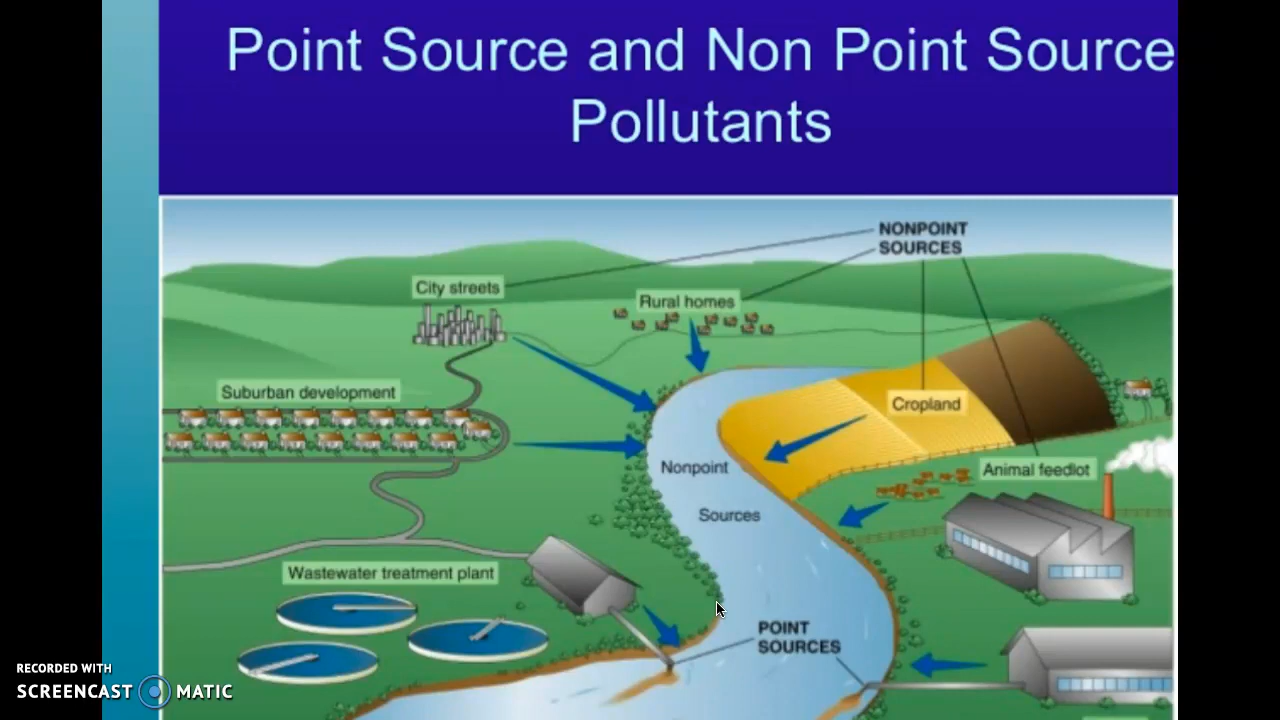 Point Source and Non Point Source
Pollutants
NONPOINT
SOURCES
City streets
Rural homes
Suburban development
Cropland
Nonpoint
Animal feedlot
Sources
Wastewater treatment plant
POINT
SOURCES
RECORDED WITH
SCREENCAST MATIC